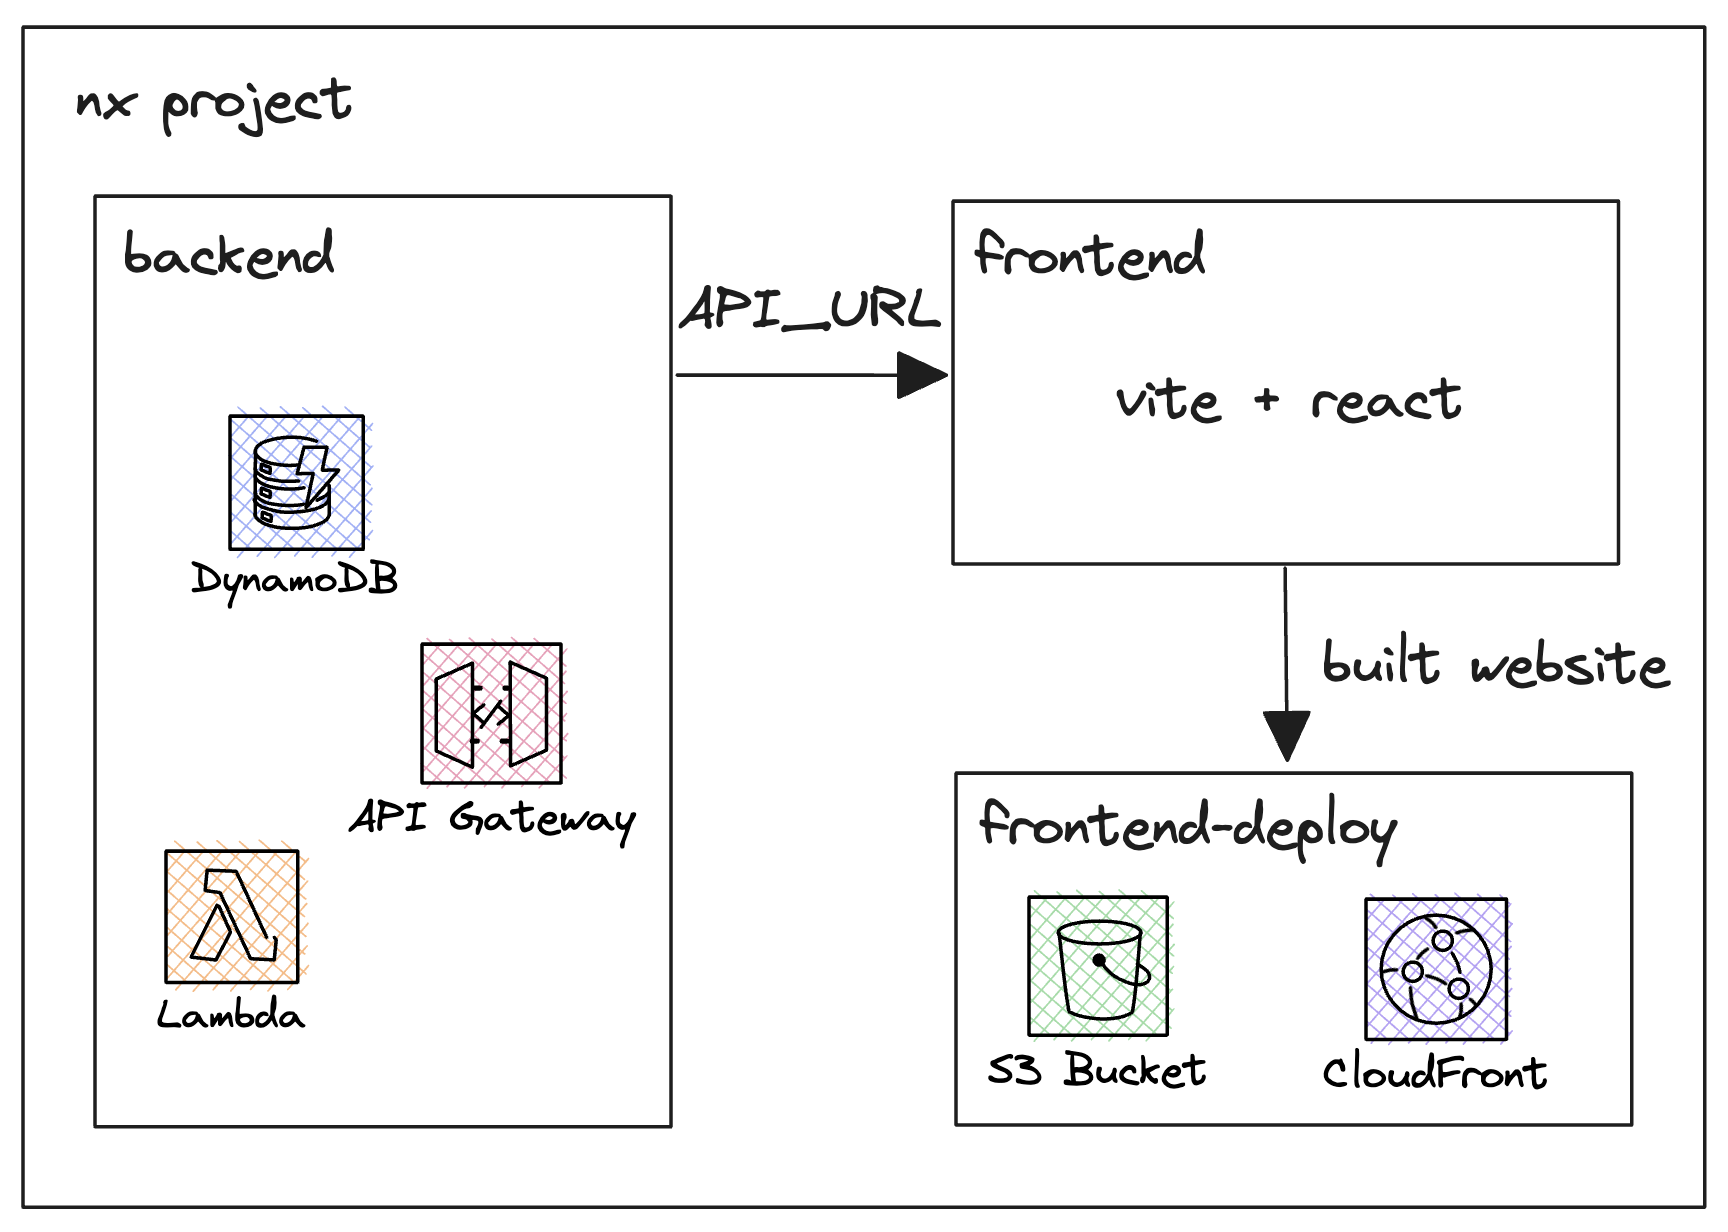 nx project
backend
DynamoDB
API Gateway
Lambda
API_URL
frontend
vite + react
built website
frontend-deploy
S3 Bucket
CloudFront